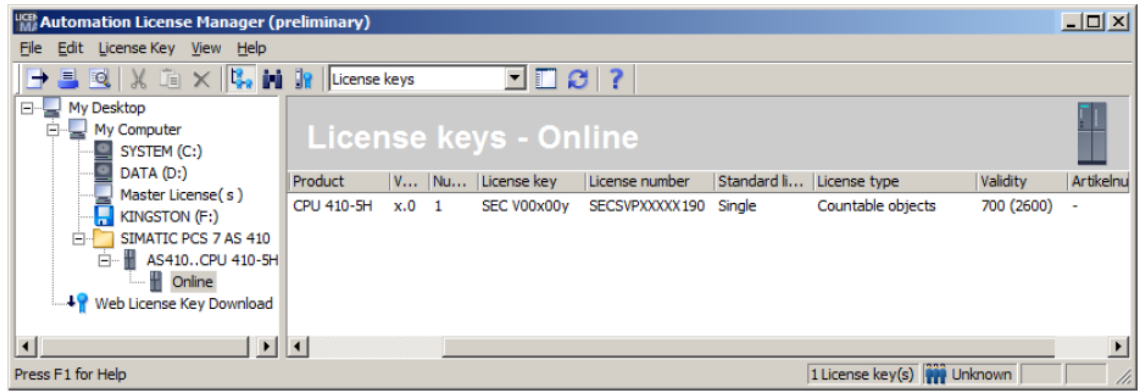 Automation License Manager (preliminary)
File Edit License Key View Help
License keys
My Desktop
My Computer
SYSTEM (C:)
DATA (D:)
Master License( s )
KINGSTON (F:)
SIMATIC PCS 7 AS 410
AS410..CPU 410-5H
Online
Web License Key Download
License keys - Online
Product V... Nu... License key License number Standard li... License type Validity Artikelnu
CPU 410-5H x.0 1 SEC V00x00y SECSVPXXXXX190 Single Countable objects 700 (2600) -
Press F1 for Help 1 License key(s) Unknown